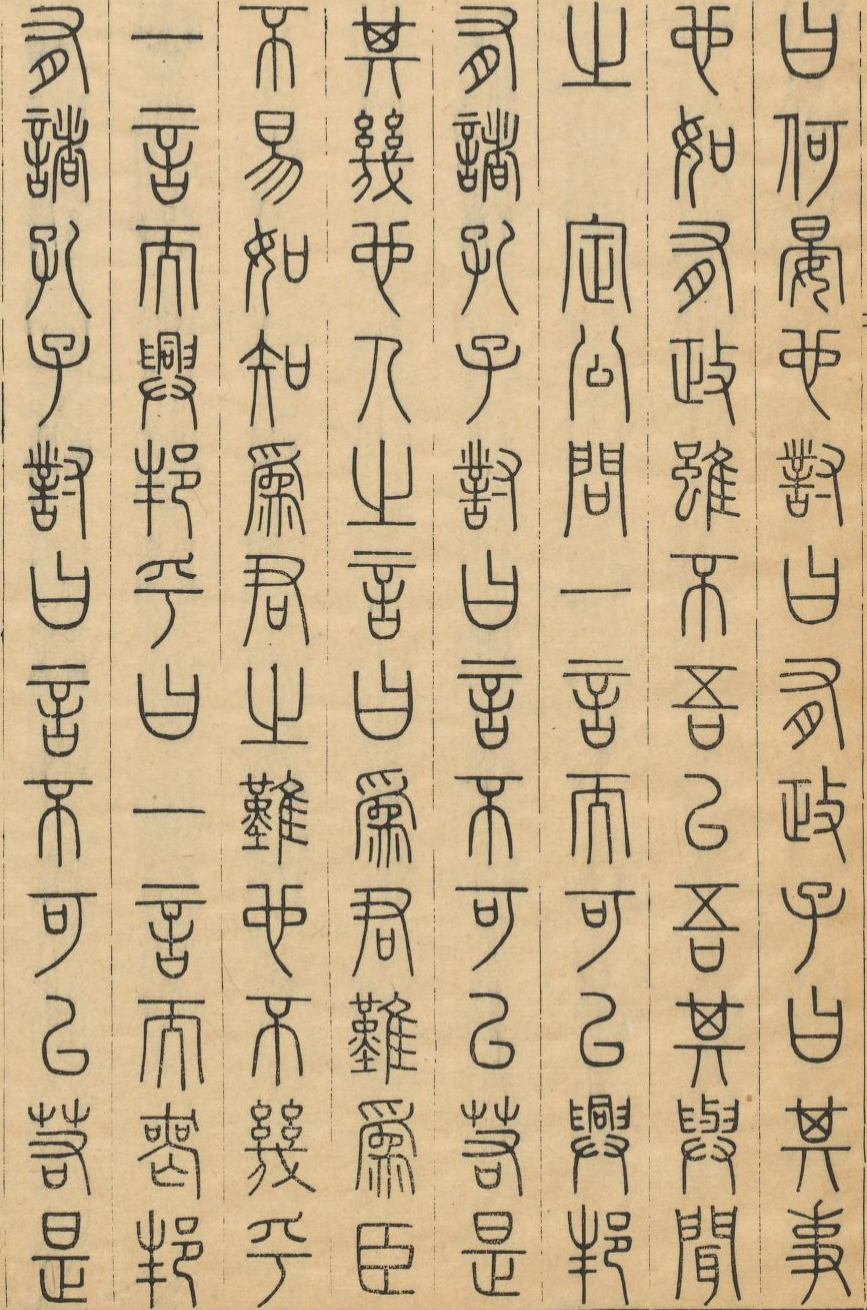 曰何晏也對曰有政子曰其事
也如有政雖不吾以吾其與聞
之　定公問一言而可以興邦
有諸孔子對曰言不可以若是
其幾也人之言曰爲君難爲臣
不易如知爲君之難也不幾乎
一言而興邦乎曰一言而喪邦
有諸孔子對曰言不可以若是